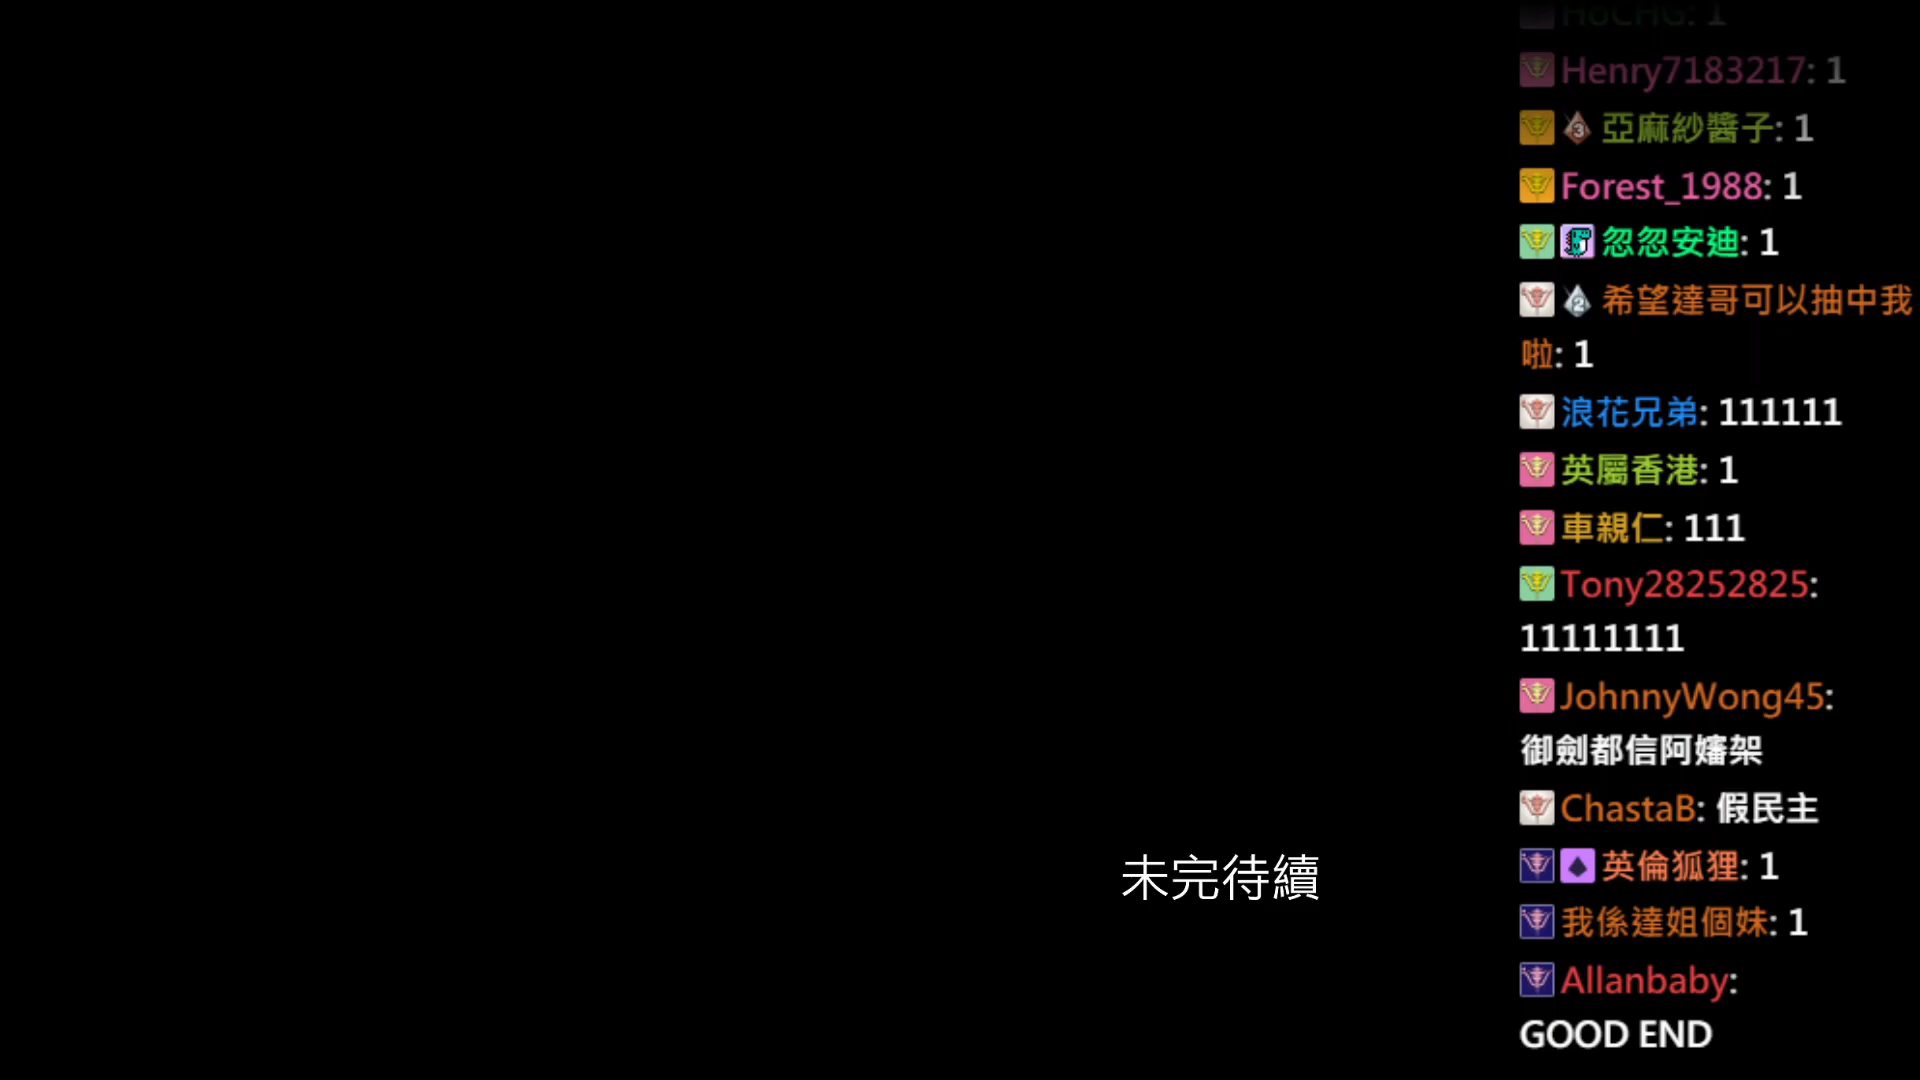 HoCHG: 1
Henry7183217: 1
亞麻紗醬子: 1
Forest_1988: 1
忽忽安迪: 1
希望達哥可以抽中我
啦: 1
浪花兄弟: 111111
英屬香港: 1
車親仁: 111
Tony28252825:
11111111
JohnnyWong45:
御劍都信阿嬸架
ChastaB: 假民主
未完待續
英倫狐狸: 1
我係達姐個妹: 1
Allanbaby:
GOOD END